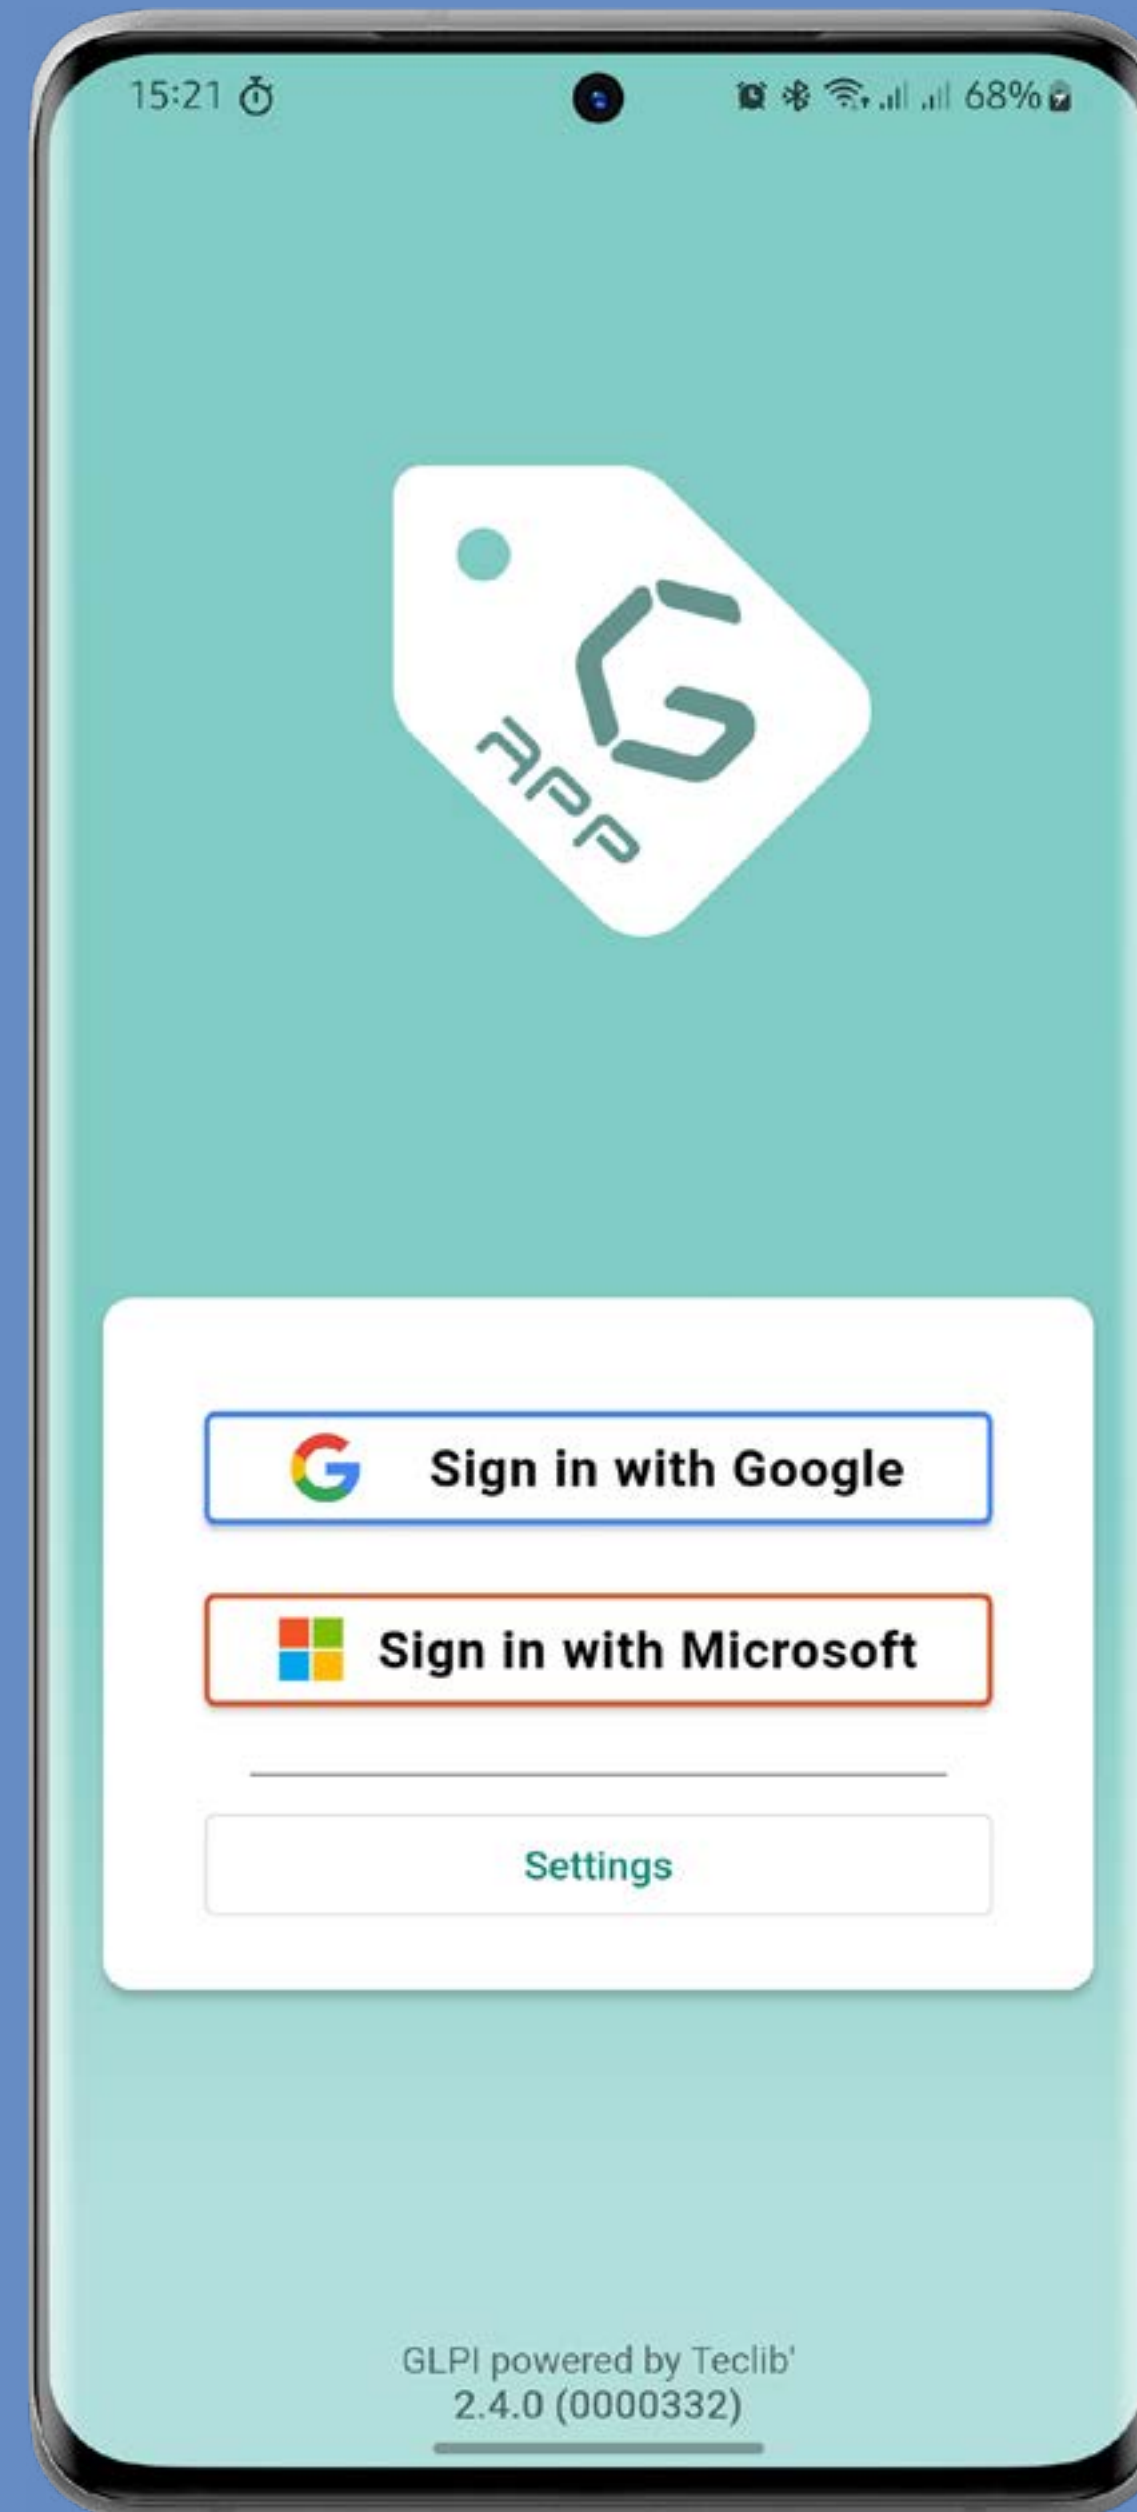 15:21 68%
G
APP
Sign in with Google
Sign in with Microsoft
Settings
GLPI powered by Teclib'
2.4.0 (0000332)